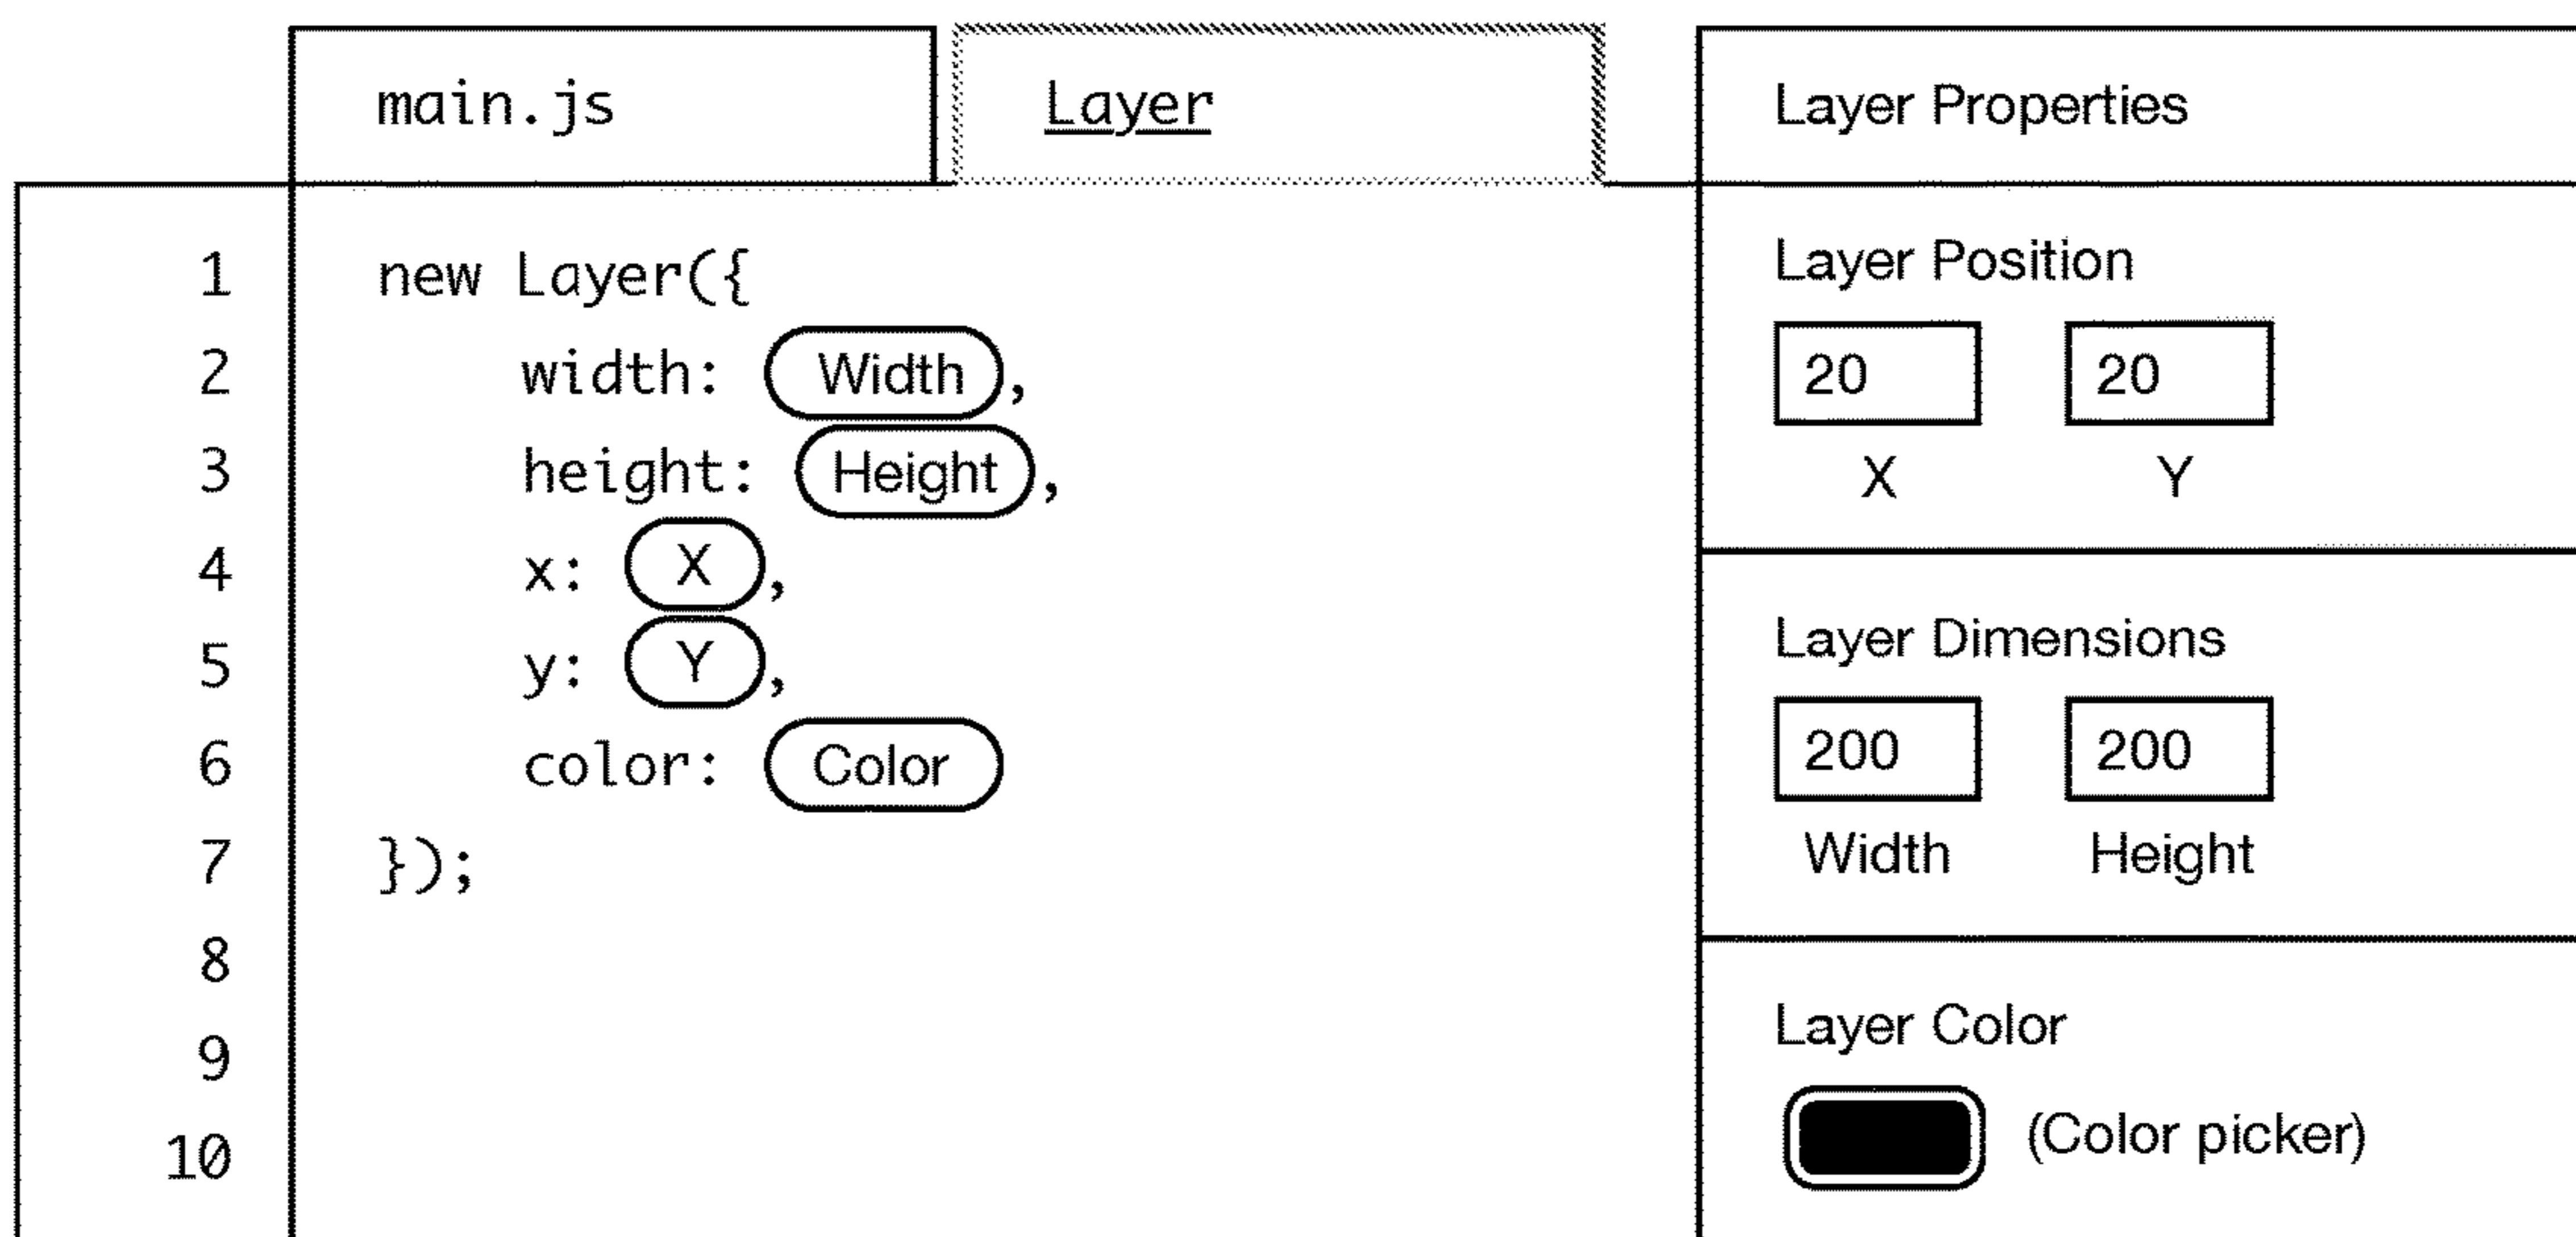 main.js
Layer
1 new Layer({
2 width: Width,
3 height: Height,
4 x: X,
5 y: Y,
6 color: Color
7 });
8
9
10
Layer Properties
Layer Position
20 20
X Y
Layer Dimensions
200 200
Width Height
Layer Color
(Color picker)